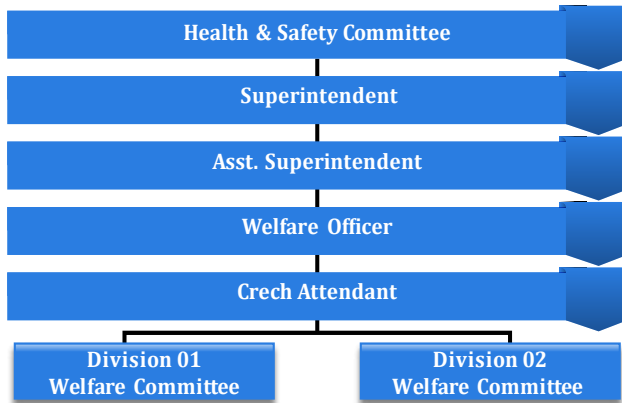 Health & Safety Committee
Superintendent
Asst. Superintendent
Welfare Officer
Crech Attendant
Division 01
Welfare Committee
Division 02
Welfare Committee